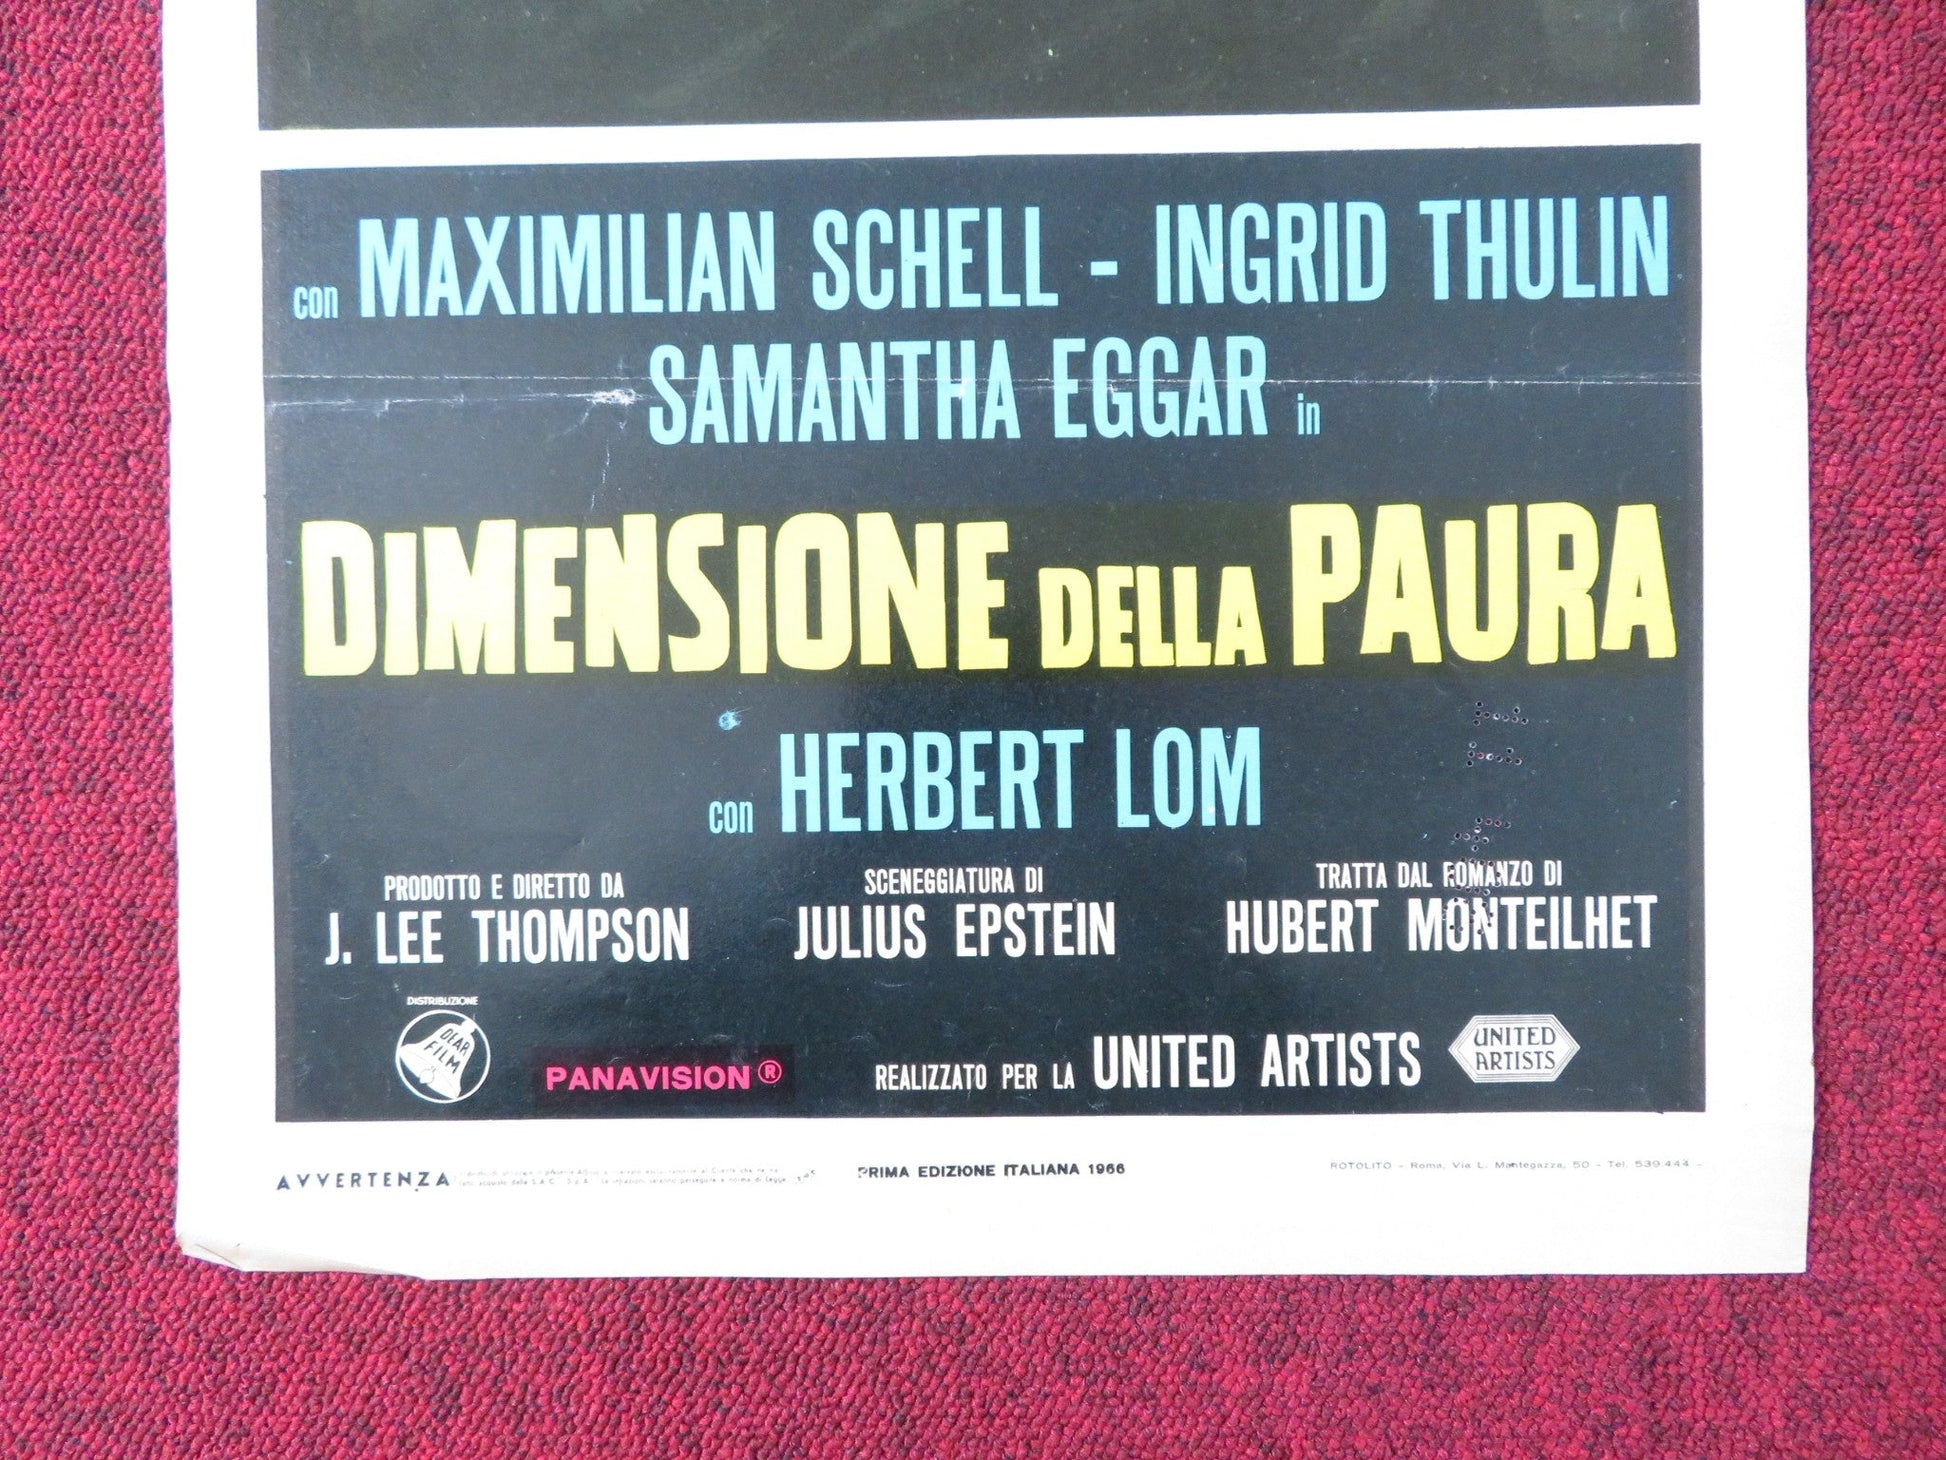 con MAXIMILIAN SCHELL - INGRID THULIN
SAMANTHA EGGAR in
DIMENSIONE DELLA PAURA
con HERBERT LOM
PRODOTTO E DIRETTO DA
J. LEE THOMPSON
SCENEGGIATURA DI
JULIUS EPSTEIN
TRATTA DAL ROMANZO DI
HUBERT MONTEILHET
DISTRIBUZIONE
DEAR
FILM
PANAVISION ®
REALIZZATO PER LA UNITED ARTISTS
UNITED
ARTISTS
AVVERTENZA
PRIMA EDIZIONE ITALIANA 1966
ROTOLITO - Roma, Via L. Mantegazza, 50 - Tel. 539.444 -